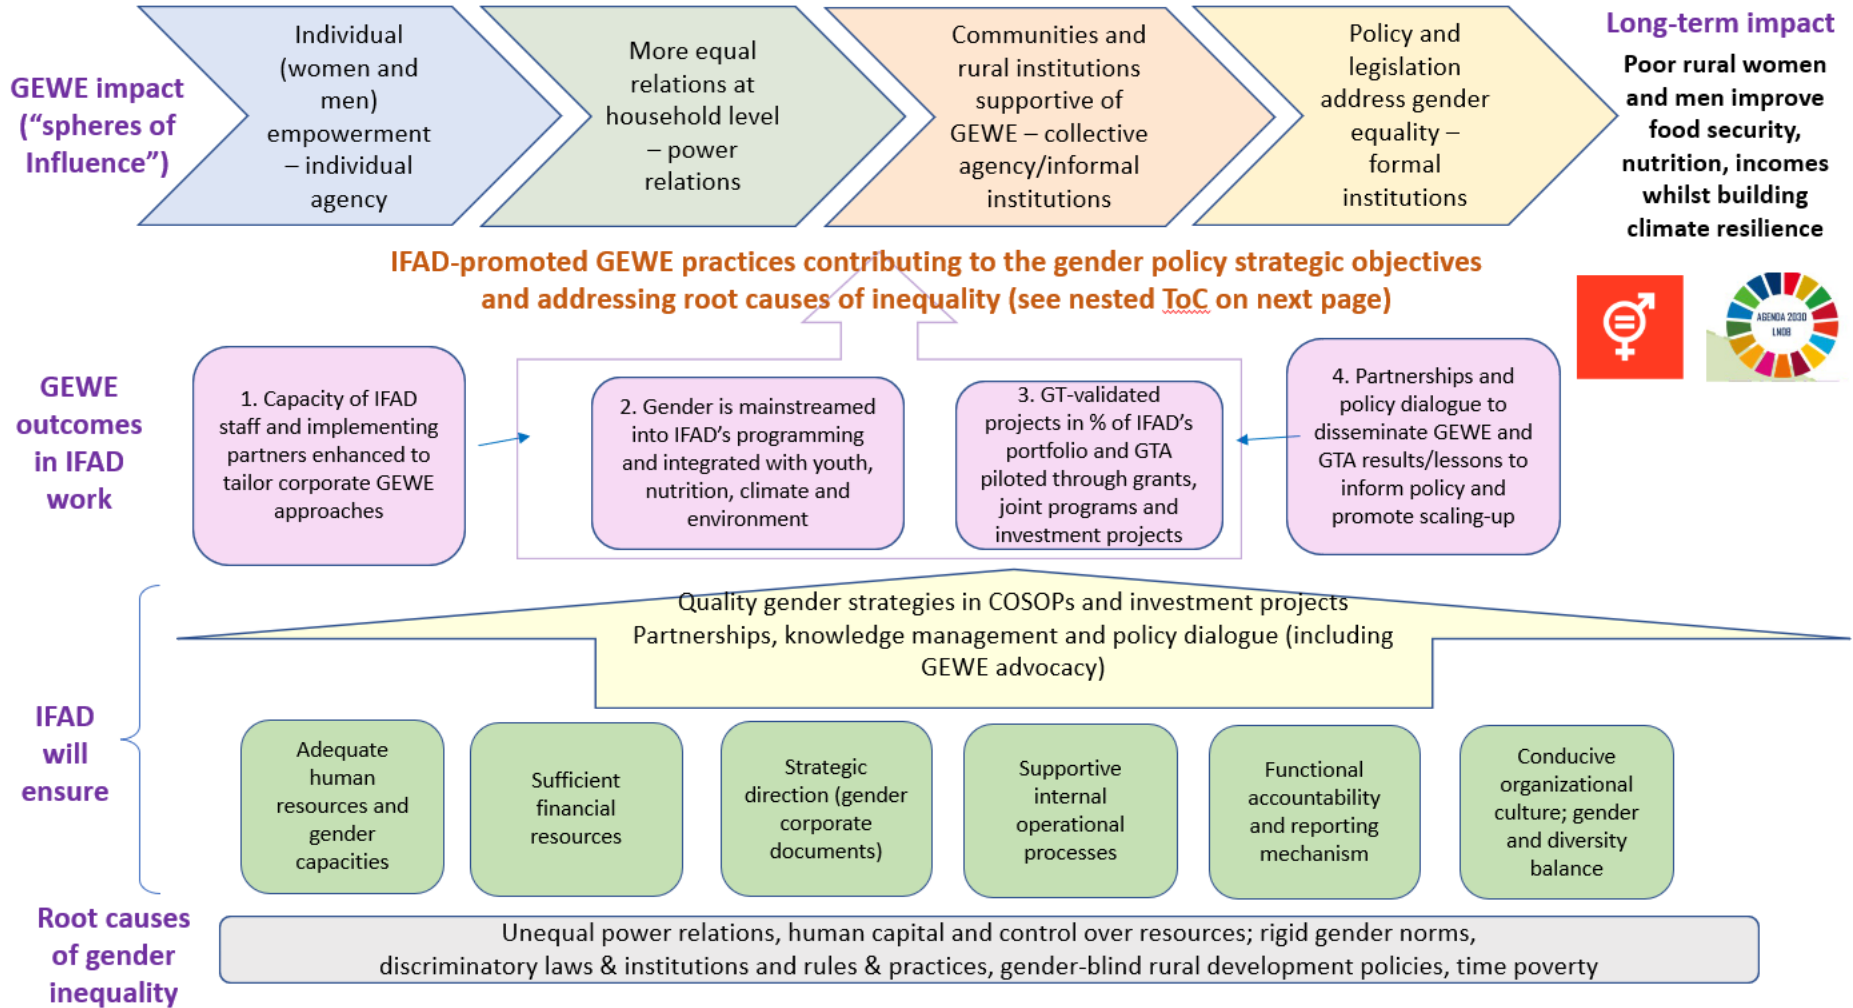 GEWE impact
(“spheres of
Influence”)
Individual
(women and
men)
empowerment
– individual
agency
More equal
relations at
household level
– power
relations
Communities and
rural institutions
supportive of
GEWE – collective
agency/informal
institutions
Policy and
legislation
address gender
equality –
formal
institutions
Long-term impact
Poor rural women
and men improve
food security,
nutrition, incomes
whilst building
climate resilience
IFAD-promoted GEWE practices contributing to the gender policy strategic objectives
and addressing root causes of inequality (see nested ToC on next page)
AGENDA 2030
LNOB
GEWE
outcomes
in IFAD
work
1. Capacity of IFAD
staff and implementing
partners enhanced to
tailor corporate GEWE
approaches
2. Gender is mainstreamed
into IFAD’s programming
and integrated with youth,
nutrition, climate and
environment
3. GT-validated
projects in % of IFAD’s
portfolio and GTA
piloted through grants,
joint programs and
investment projects
4. Partnerships and
policy dialogue to
disseminate GEWE and
GTA results/lessons to
inform policy and
promote scaling-up
Quality gender strategies in COSOPs and investment projects
Partnerships, knowledge management and policy dialogue (including
GEWE advocacy)
IFAD
will
ensure
Adequate
human
resources and
gender
capacities
Sufficient
financial
resources
Strategic
direction (gender
corporate
documents)
Supportive
internal
operational
processes
Functional
accountability
and reporting
mechanism
Conducive
organizational
culture; gender
and diversity
balance
Root causes
of gender
inequality
Unequal power relations, human capital and control over resources; rigid gender norms,
discriminatory laws & institutions and rules & practices, gender-blind rural development policies, time poverty